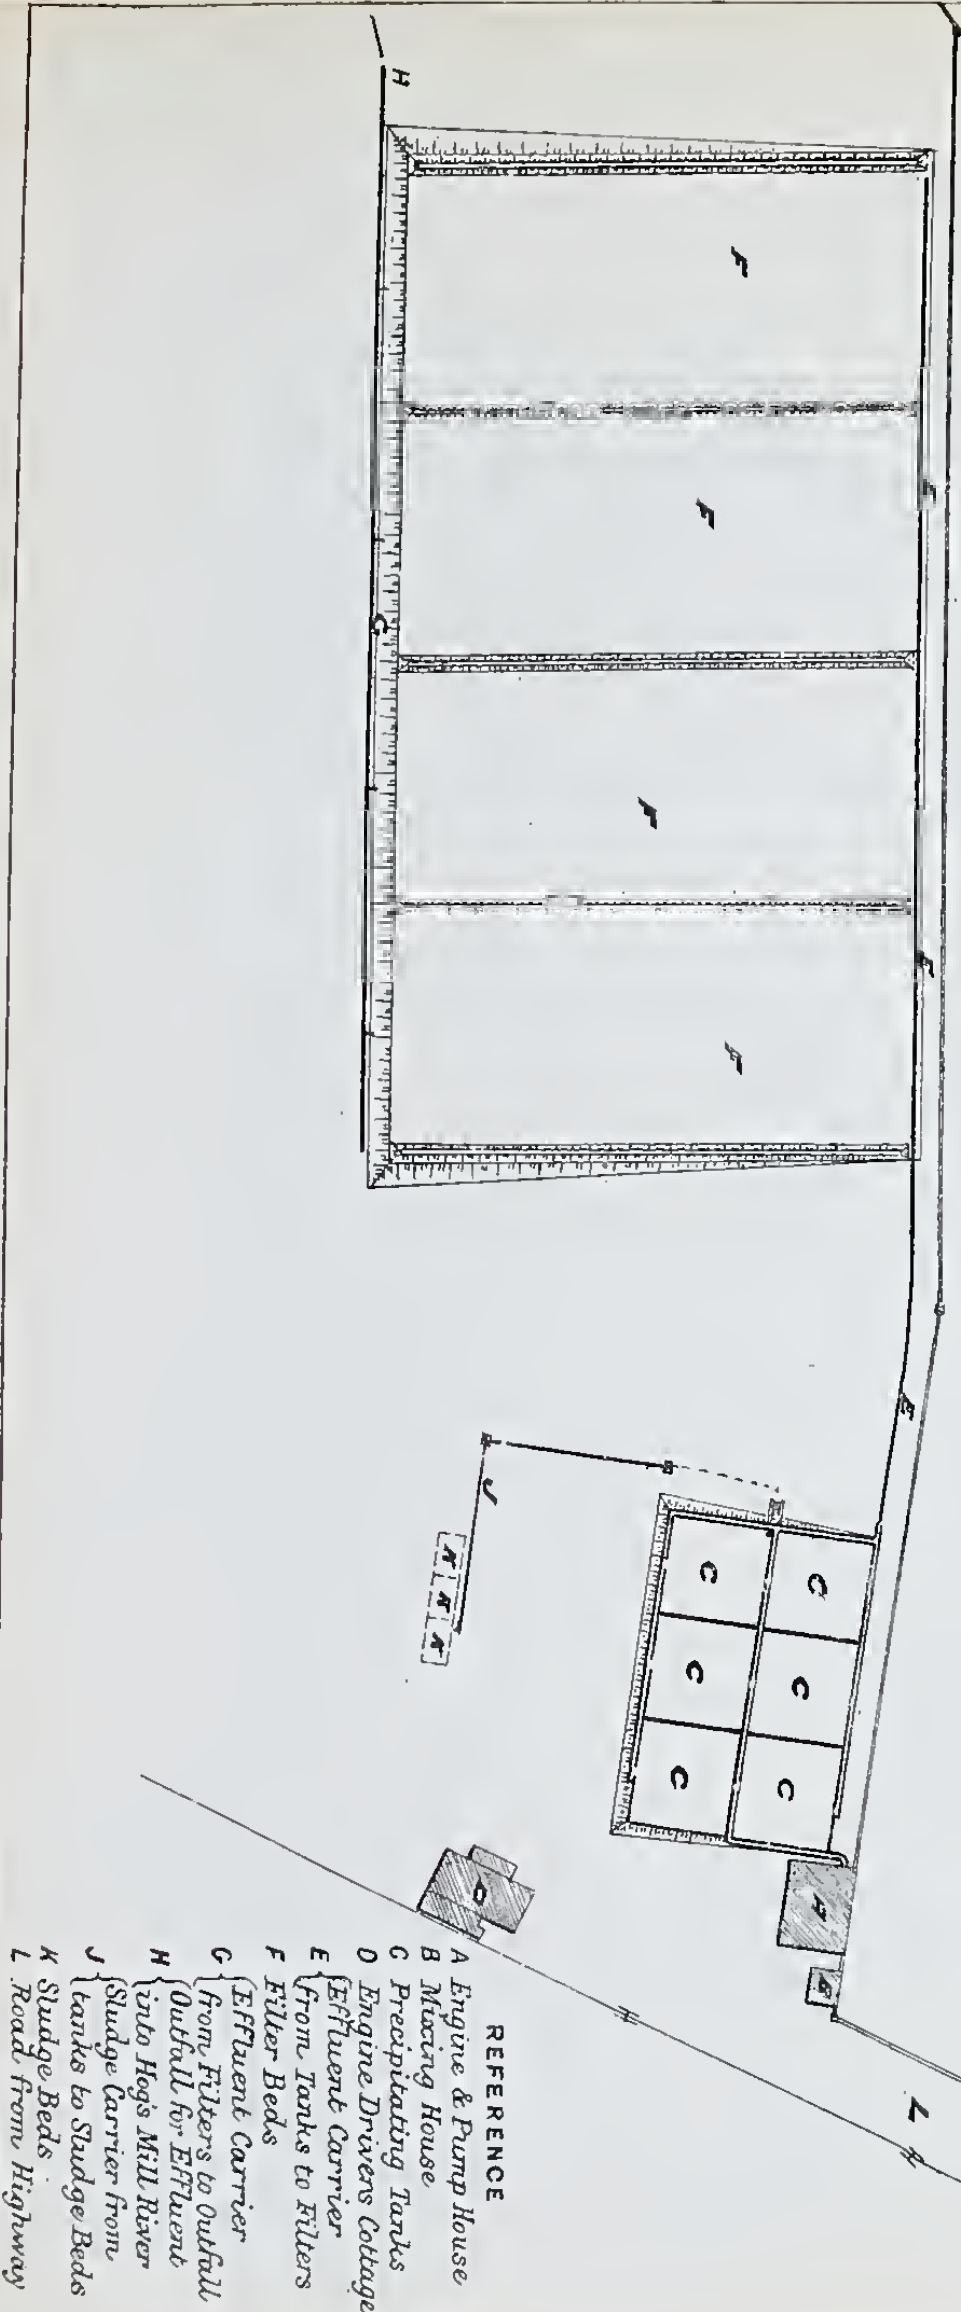 H
F
F
F
F
E
E
E
G
J
K K K
C C C
C C C
A
B
D
L
REFERENCE
A Engine & Pump House
B Mixing House
C Precipitating Tanks
D Engine Drivers Cottage
E {Effluent Carrier
from Tanks to Filters
F Filter Beds
G {Effluent Carrier
from Filters to Outfall
H {Outfall for Effluent
into Hog's Mill River
J {Sludge Carrier from
tanks to Sludge Beds
K Sludge Beds
L Road from Highway